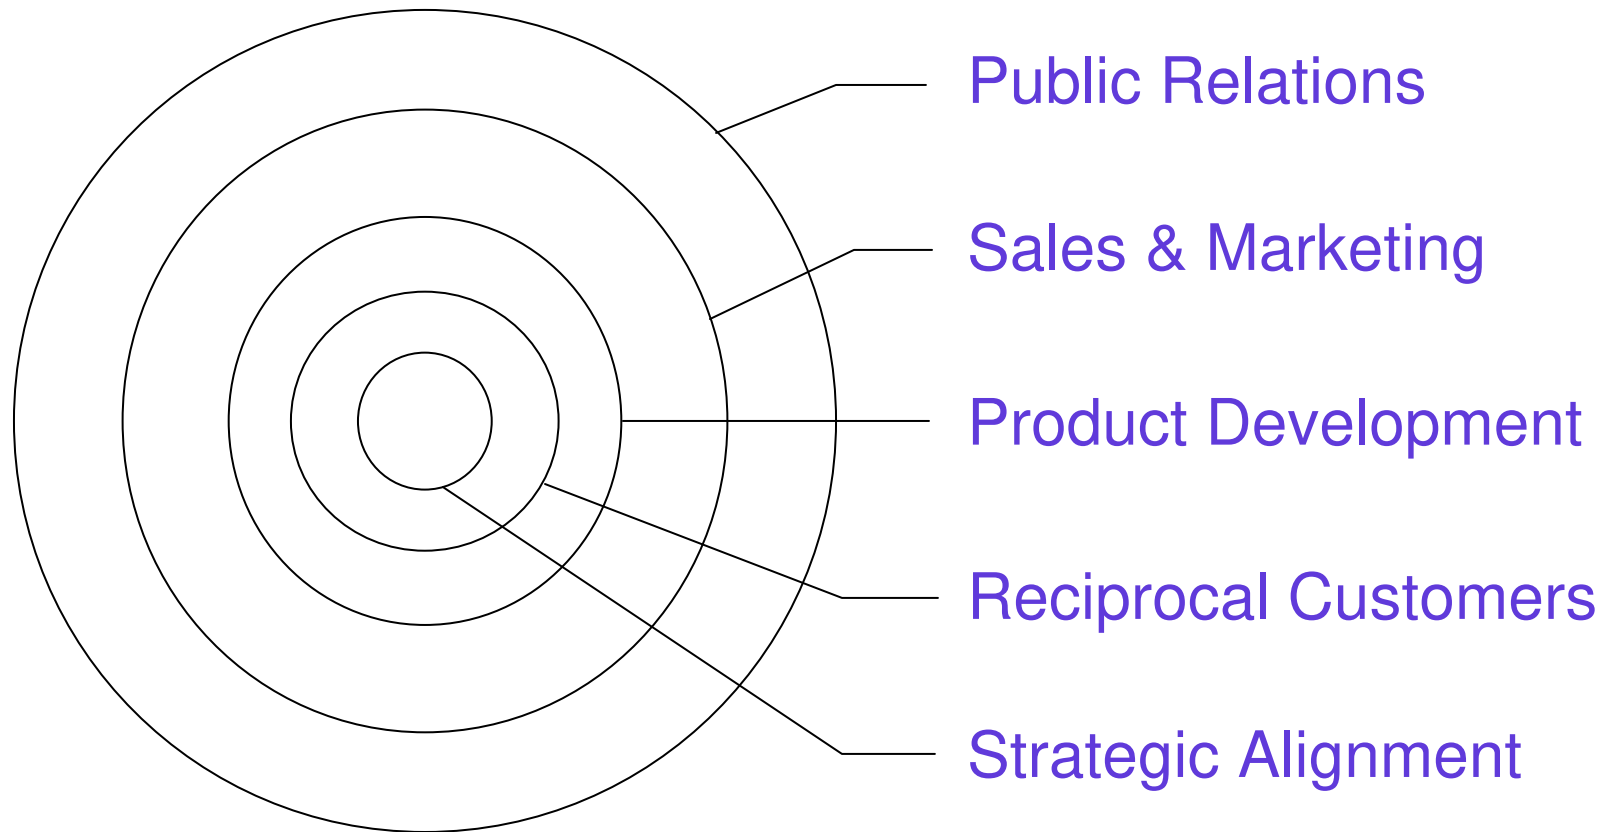 Public Relations
Sales & Marketing
Product Development
Reciprocal Customers
Strategic Alignment